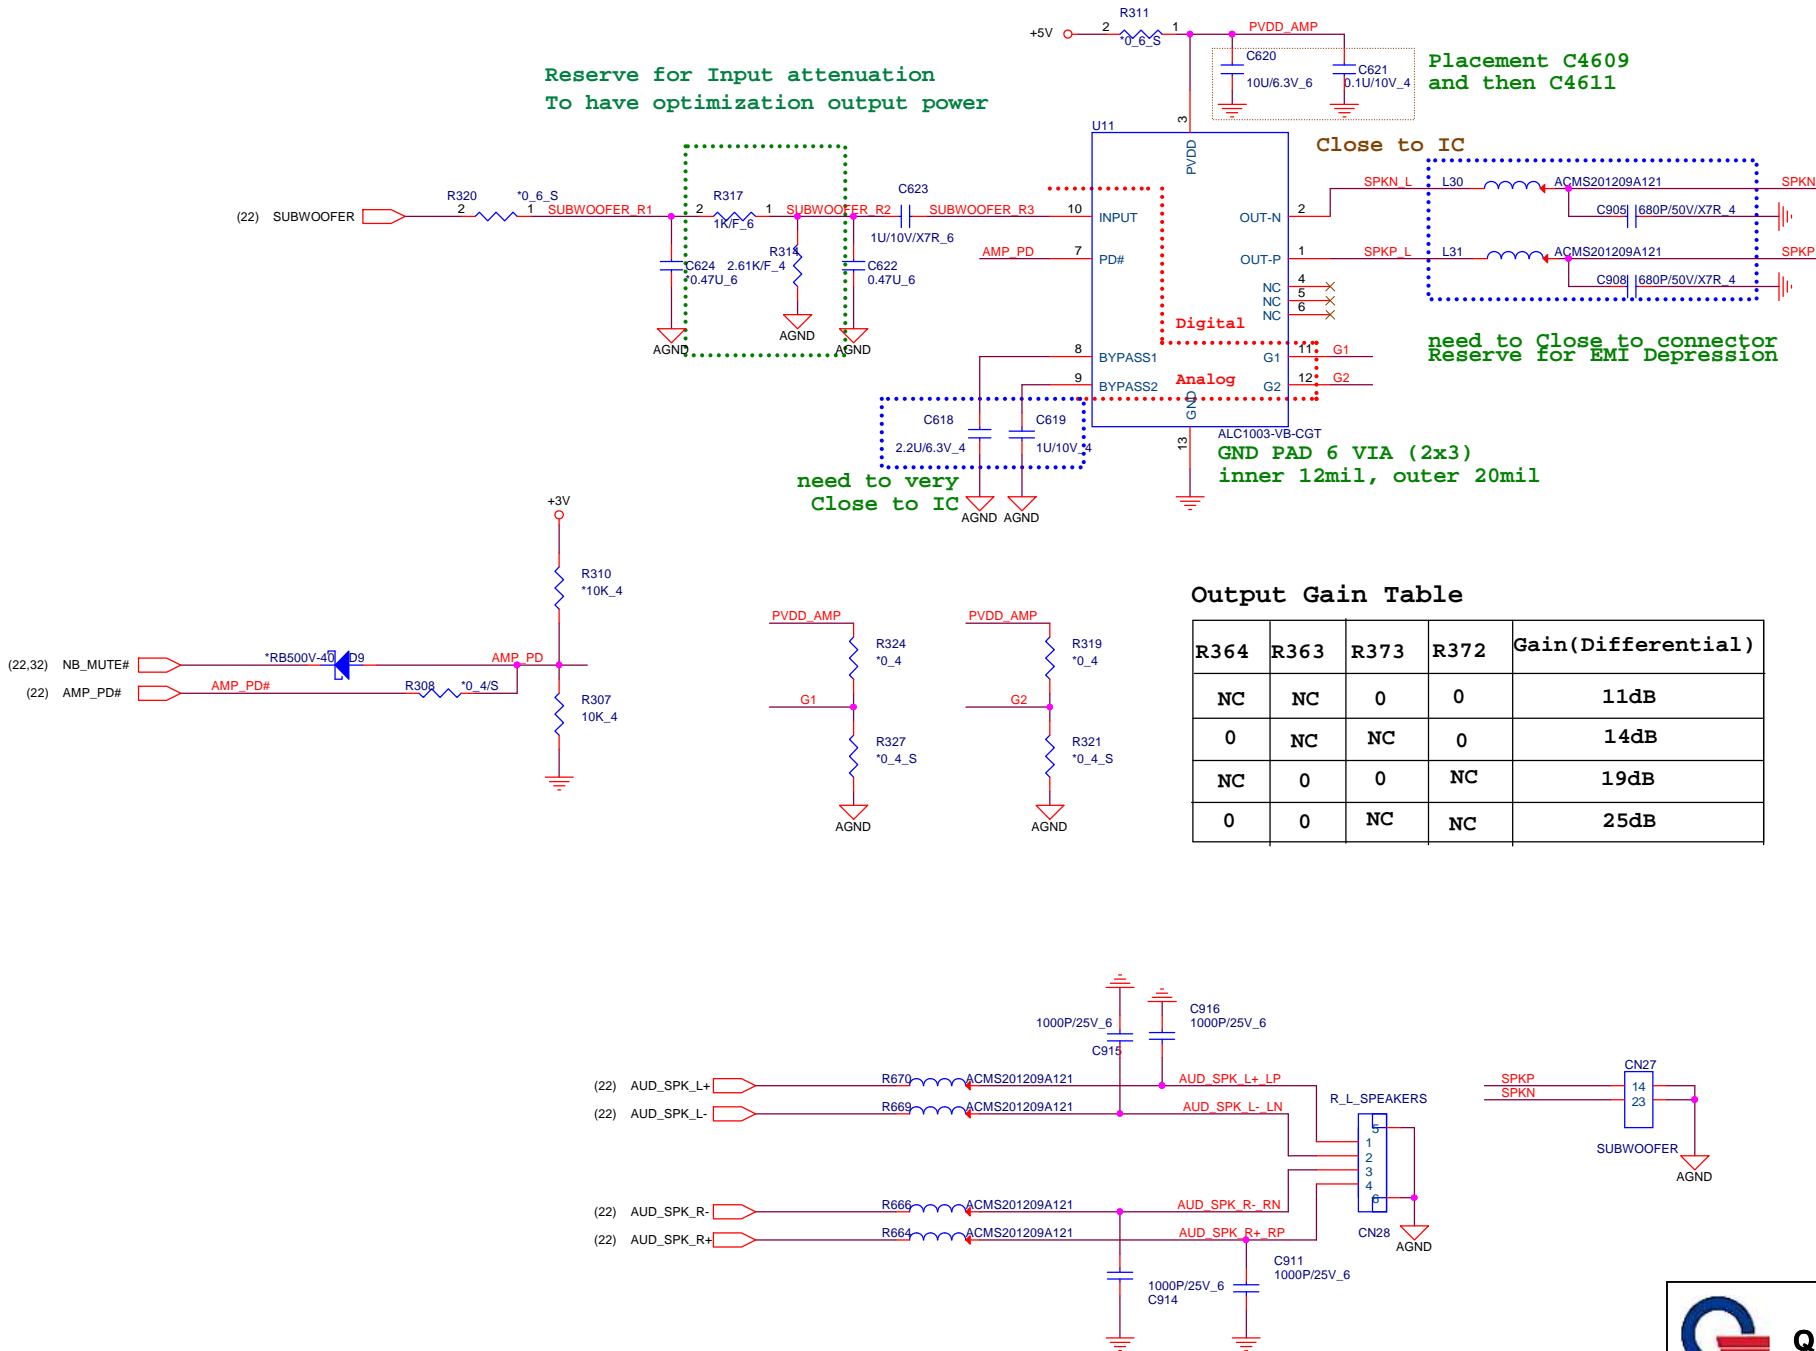 R311
+5V
2
1
*0_6_S
PVDD_AMP
C620
10U/6.3V_6
C621
0.1U/10V_4
Placement C4609
and then C4611
Reserve for Input attenuation
To have optimization output power
U11
3
PVDD
Close to IC
R320
*0_6_S
(22) SUBWOOFER
2
1
SUBWOOFER_R1
2
R317
1
1K/F_6
SUBWOOFER_R2
C623
1U/10V/X7R_6
SUBWOOFER_R3
10
INPUT
R314
2.61K/F_4
C624
*0.47U_6
C622
0.47U_6
AGND
AGND
AGND
AMP_PD
7
PD#
OUT-N
2
SPKN_L
L30
ACMS201209A121
SPKN
C905
680P/50V/X7R_4
OUT-P
1
SPKP_L
L31
ACMS201209A121
SPKP
C908
680P/50V/X7R_4
NC
4
NC
5
NC
6
Digital
need to Close to connector
Reserve for EMI Depression
8
BYPASS1
G1
11
G1
9
BYPASS2
Analog
G2
12
G2
GND
13
ALC1003-VB-CGT
C618
2.2U/6.3V_4
C619
1U/10V_4
need to very
Close to IC
AGND
AGND
GND PAD 6 VIA (2x3)
inner 12mil, outer 20mil
+3V
R310
*10K_4
(22,32) NB_MUTE#
*RB500V-40
D9
AMP_PD
(22) AMP_PD#
AMP_PD#
R308
*0_4/S
R307
10K_4
PVDD_AMP
R324
*0_4
G1
R327
*0_4_S
AGND
PVDD_AMP
R319
*0_4
G2
R321
*0_4_S
AGND
Output Gain Table
R364 R363 R373 R372 Gain(Differential)
NC NC 0 0 11dB
0 NC NC 0 14dB
NC 0 0 NC 19dB
0 0 NC NC 25dB
1000P/25V_6
C915
C916
1000P/25V_6
(22) AUD_SPK_L+
R670
ACMS201209A121
AUD_SPK_L+_LP
(22) AUD_SPK_L-
R669
ACMS201209A121
AUD_SPK_L-_LN
R_L_SPEAKERS
5
1
2
3
4
6
CN28
AGND
(22) AUD_SPK_R-
R666
ACMS201209A121
AUD_SPK_R-_RN
(22) AUD_SPK_R+
R664
ACMS201209A121
AUD_SPK_R+_RP
1000P/25V_6
C914
C911
1000P/25V_6
CN27
SPKP
14
SPKN
23
SUBWOOFER
AGND
Q